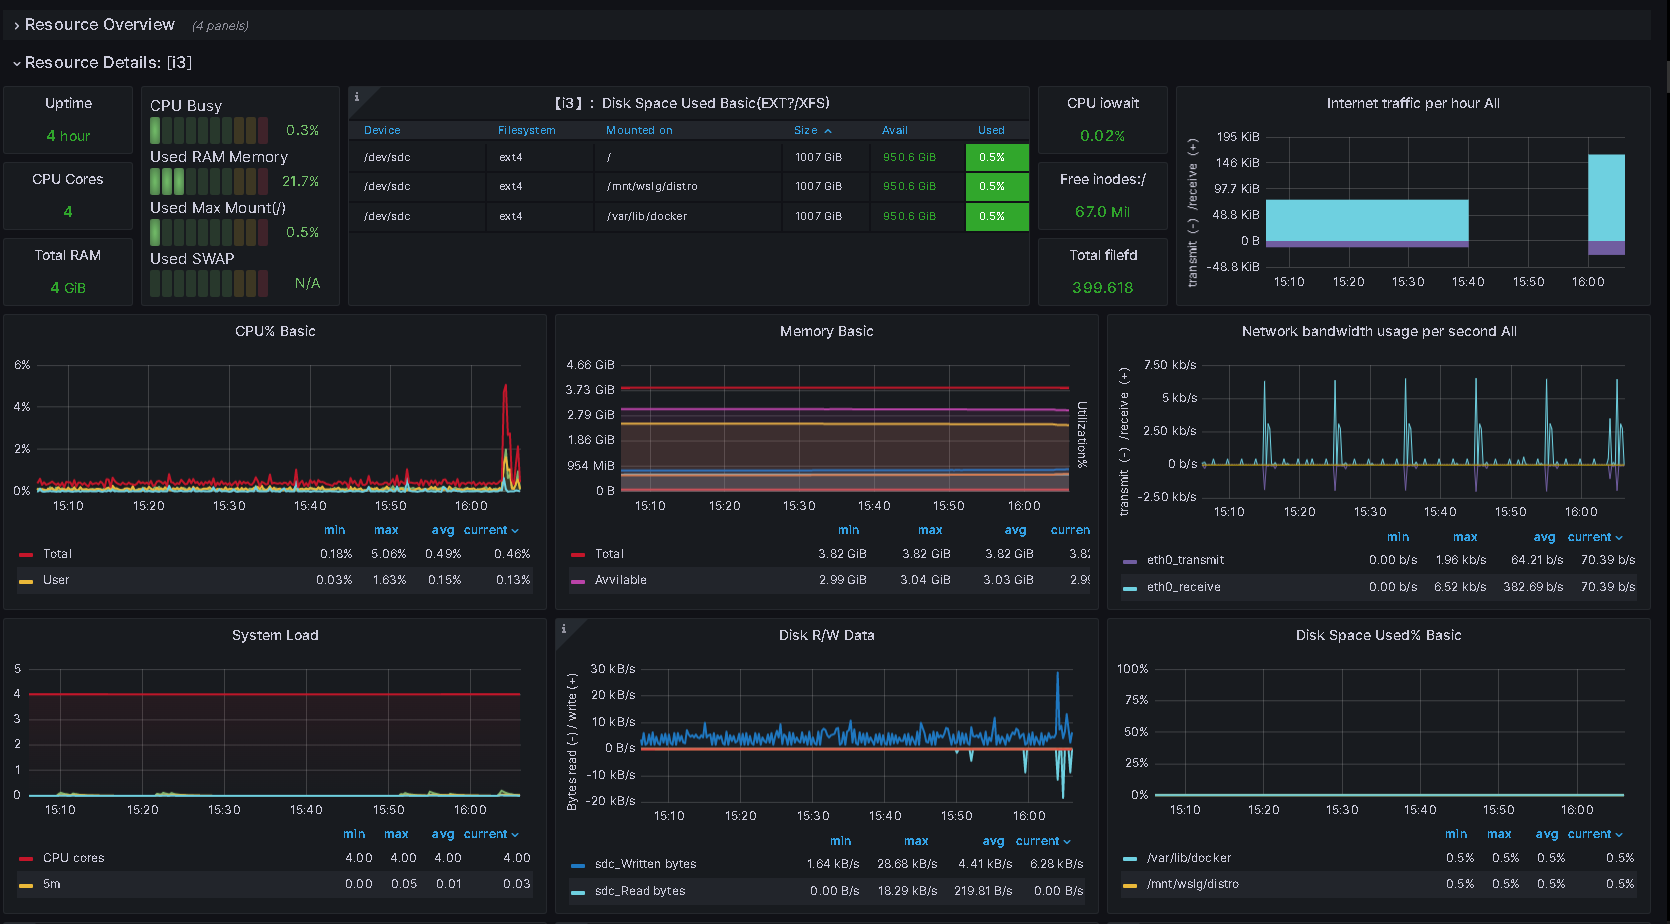 Resource Overview (4 panels)
Resource Details: [i3]
Uptime
4 hour
CPU Cores
4
Total RAM
4 GiB
CPU Busy
0.3%
Used RAM Memory
21.7%
Used Max Mount(/)
0.5%
Used SWAP
N/A
【i3】: Disk Space Used Basic(EXT?/XFS)
Device Filesystem Mounted on Size Avail Used
/dev/sdc ext4 / 1007 GiB 950.6 GiB 0.5%
/dev/sdc ext4 /mnt/wslg/distro 1007 GiB 950.6 GiB 0.5%
/dev/sdc ext4 /var/lib/docker 1007 GiB 950.6 GiB 0.5%
CPU iowait
0.02%
Free inodes:/
67.0 Mil
Total filefd
399.618
Internet traffic per hour All
transmit (-) /receive (+)
195 KiB
146 KiB
97.7 KiB
48.8 KiB
0 B
-48.8 KiB
15:10 15:20 15:30 15:40 15:50 16:00
CPU% Basic
6%
4%
2%
0%
15:10 15:20 15:30 15:40 15:50 16:00
min max avg current
Total 0.18% 5.06% 0.49% 0.46%
User 0.03% 1.63% 0.15% 0.13%
Memory Basic
4.66 GiB
3.73 GiB
2.79 GiB
1.86 GiB
954 MiB
0 B
Utilization%
15:10 15:20 15:30 15:40 15:50 16:00
min max avg curren
Total 3.82 GiB 3.82 GiB 3.82 GiB 3.82
Avvilable 2.99 GiB 3.04 GiB 3.03 GiB 2.99
Network bandwidth usage per second All
transmit (-) /receive (+)
7.50 kb/s
5 kb/s
2.50 kb/s
0 b/s
-2.50 kb/s
15:10 15:20 15:30 15:40 15:50 16:00
min max avg current
eth0_transmit 0.00 b/s 1.96 kb/s 64.21 b/s 70.39 b/s
eth0_receive 0.00 b/s 6.52 kb/s 382.69 b/s 70.39 b/s
System Load
5
4
3
2
1
0
15:10 15:20 15:30 15:40 15:50 16:00
min max avg current
CPU cores 4.00 4.00 4.00 4.00
5m 0.00 0.05 0.01 0.03
Disk R/W Data
Bytes read (-) / write (+)
30 kB/s
20 kB/s
10 kB/s
0 B/s
-10 kB/s
-20 kB/s
15:10 15:20 15:30 15:40 15:50 16:00
min max avg current
sdc_Written bytes 1.64 kB/s 28.68 kB/s 4.41 kB/s 6.28 kB/s
sdc_Read bytes 0.00 B/s 18.29 kB/s 219.81 B/s 0.00 B/s
Disk Space Used% Basic
100%
75%
50%
25%
0%
15:10 15:20 15:30 15:40 15:50 16:00
min max avg current
/var/lib/docker 0.5% 0.5% 0.5% 0.5%
/mnt/wslg/distro 0.5% 0.5% 0.5% 0.5%